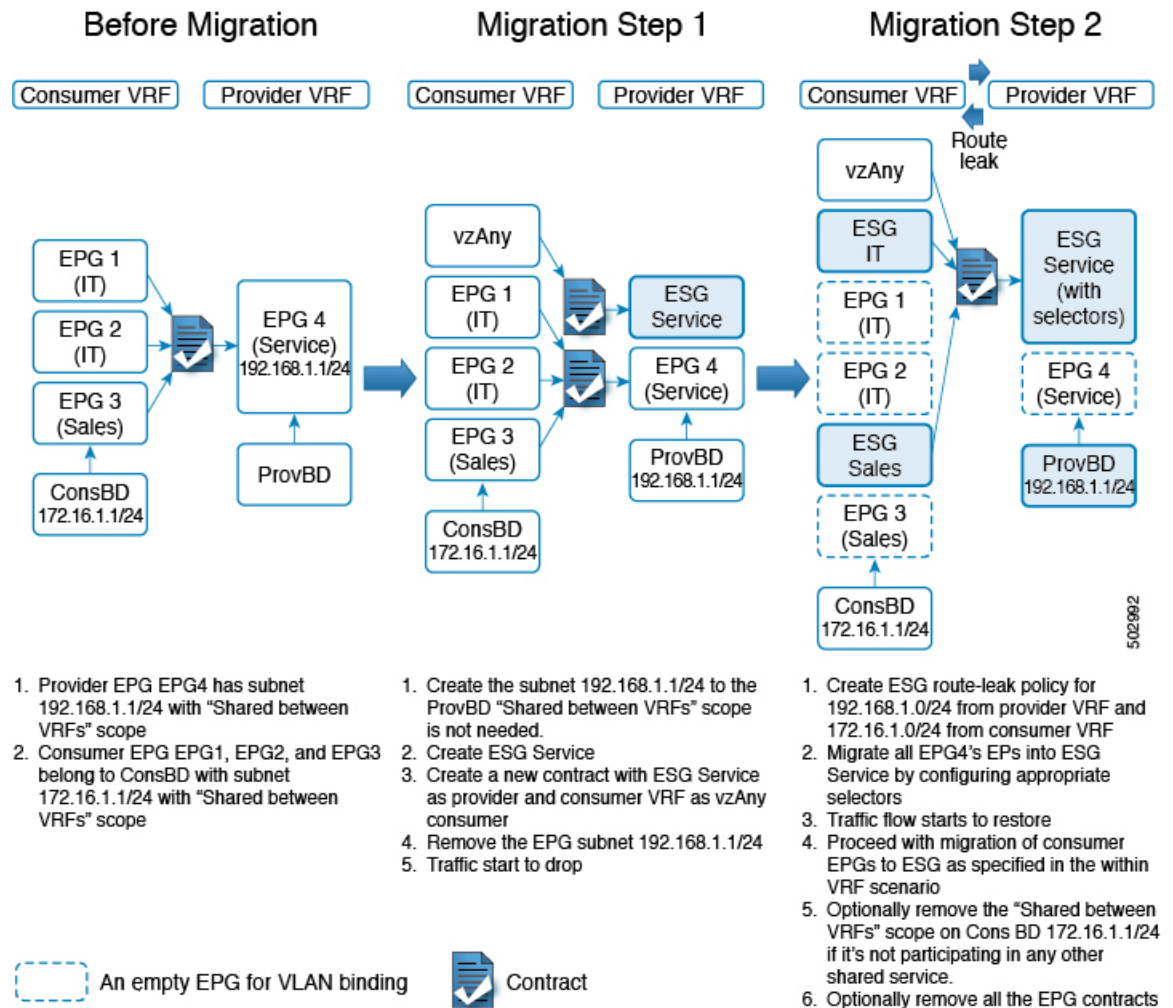 Before Migration
Consumer VRF
Provider VRF
EPG 1
(IT)
EPG 2
(IT)
EPG 3
(Sales)
ConsBD
172.16.1.1/24
EPG 4
(Service)
192.168.1.1/24
ProvBD
1. Provider EPG EPG4 has subnet
192.168.1.1/24 with “Shared between
VRFs” scope
2. Consumer EPG EPG1, EPG2, and EPG3
belong to ConsBD with subnet
172.16.1.1/24 with “Shared between
VRFs” scope
Migration Step 1
Consumer VRF
Provider VRF
vzAny
EPG 1
(IT)
EPG 2
(IT)
EPG 3
(Sales)
ConsBD
172.16.1.1/24
ESG
Service
EPG 4
(Service)
ProvBD
192.168.1.1/24
1. Create the subnet 192.168.1.1/24 to the
ProvBD “Shared between VRFs” scope
is not needed.
2. Create ESG Service
3. Create a new contract with ESG Service
as provider and consumer VRF as vzAny
consumer
4. Remove the EPG subnet 192.168.1.1/24
5. Traffic start to drop
Migration Step 2
Consumer VRF
Provider VRF
Route
leak
vzAny
ESG
IT
EPG 1
(IT)
EPG 2
(IT)
ESG
Sales
EPG 3
(Sales)
ConsBD
172.16.1.1/24
ESG
Service
(with
selectors)
EPG 4
(Service)
ProvBD
192.168.1.1/24
502992
1. Create ESG route-leak policy for
192.168.1.0/24 from provider VRF and
172.16.1.0/24 from consumer VRF
2. Migrate all EPG4’s EPs into ESG
Service by configuring appropriate
selectors
3. Traffic flow starts to restore
4. Proceed with migration of consumer
EPGs to ESG as specified in the within
VRF scenario
5. Optionally remove the “Shared between
VRFs” scope on Cons BD 172.16.1.1/24
if it’s not participating in any other
shared service.
6. Optionally remove all the EPG contracts
An empty EPG for VLAN binding
Contract